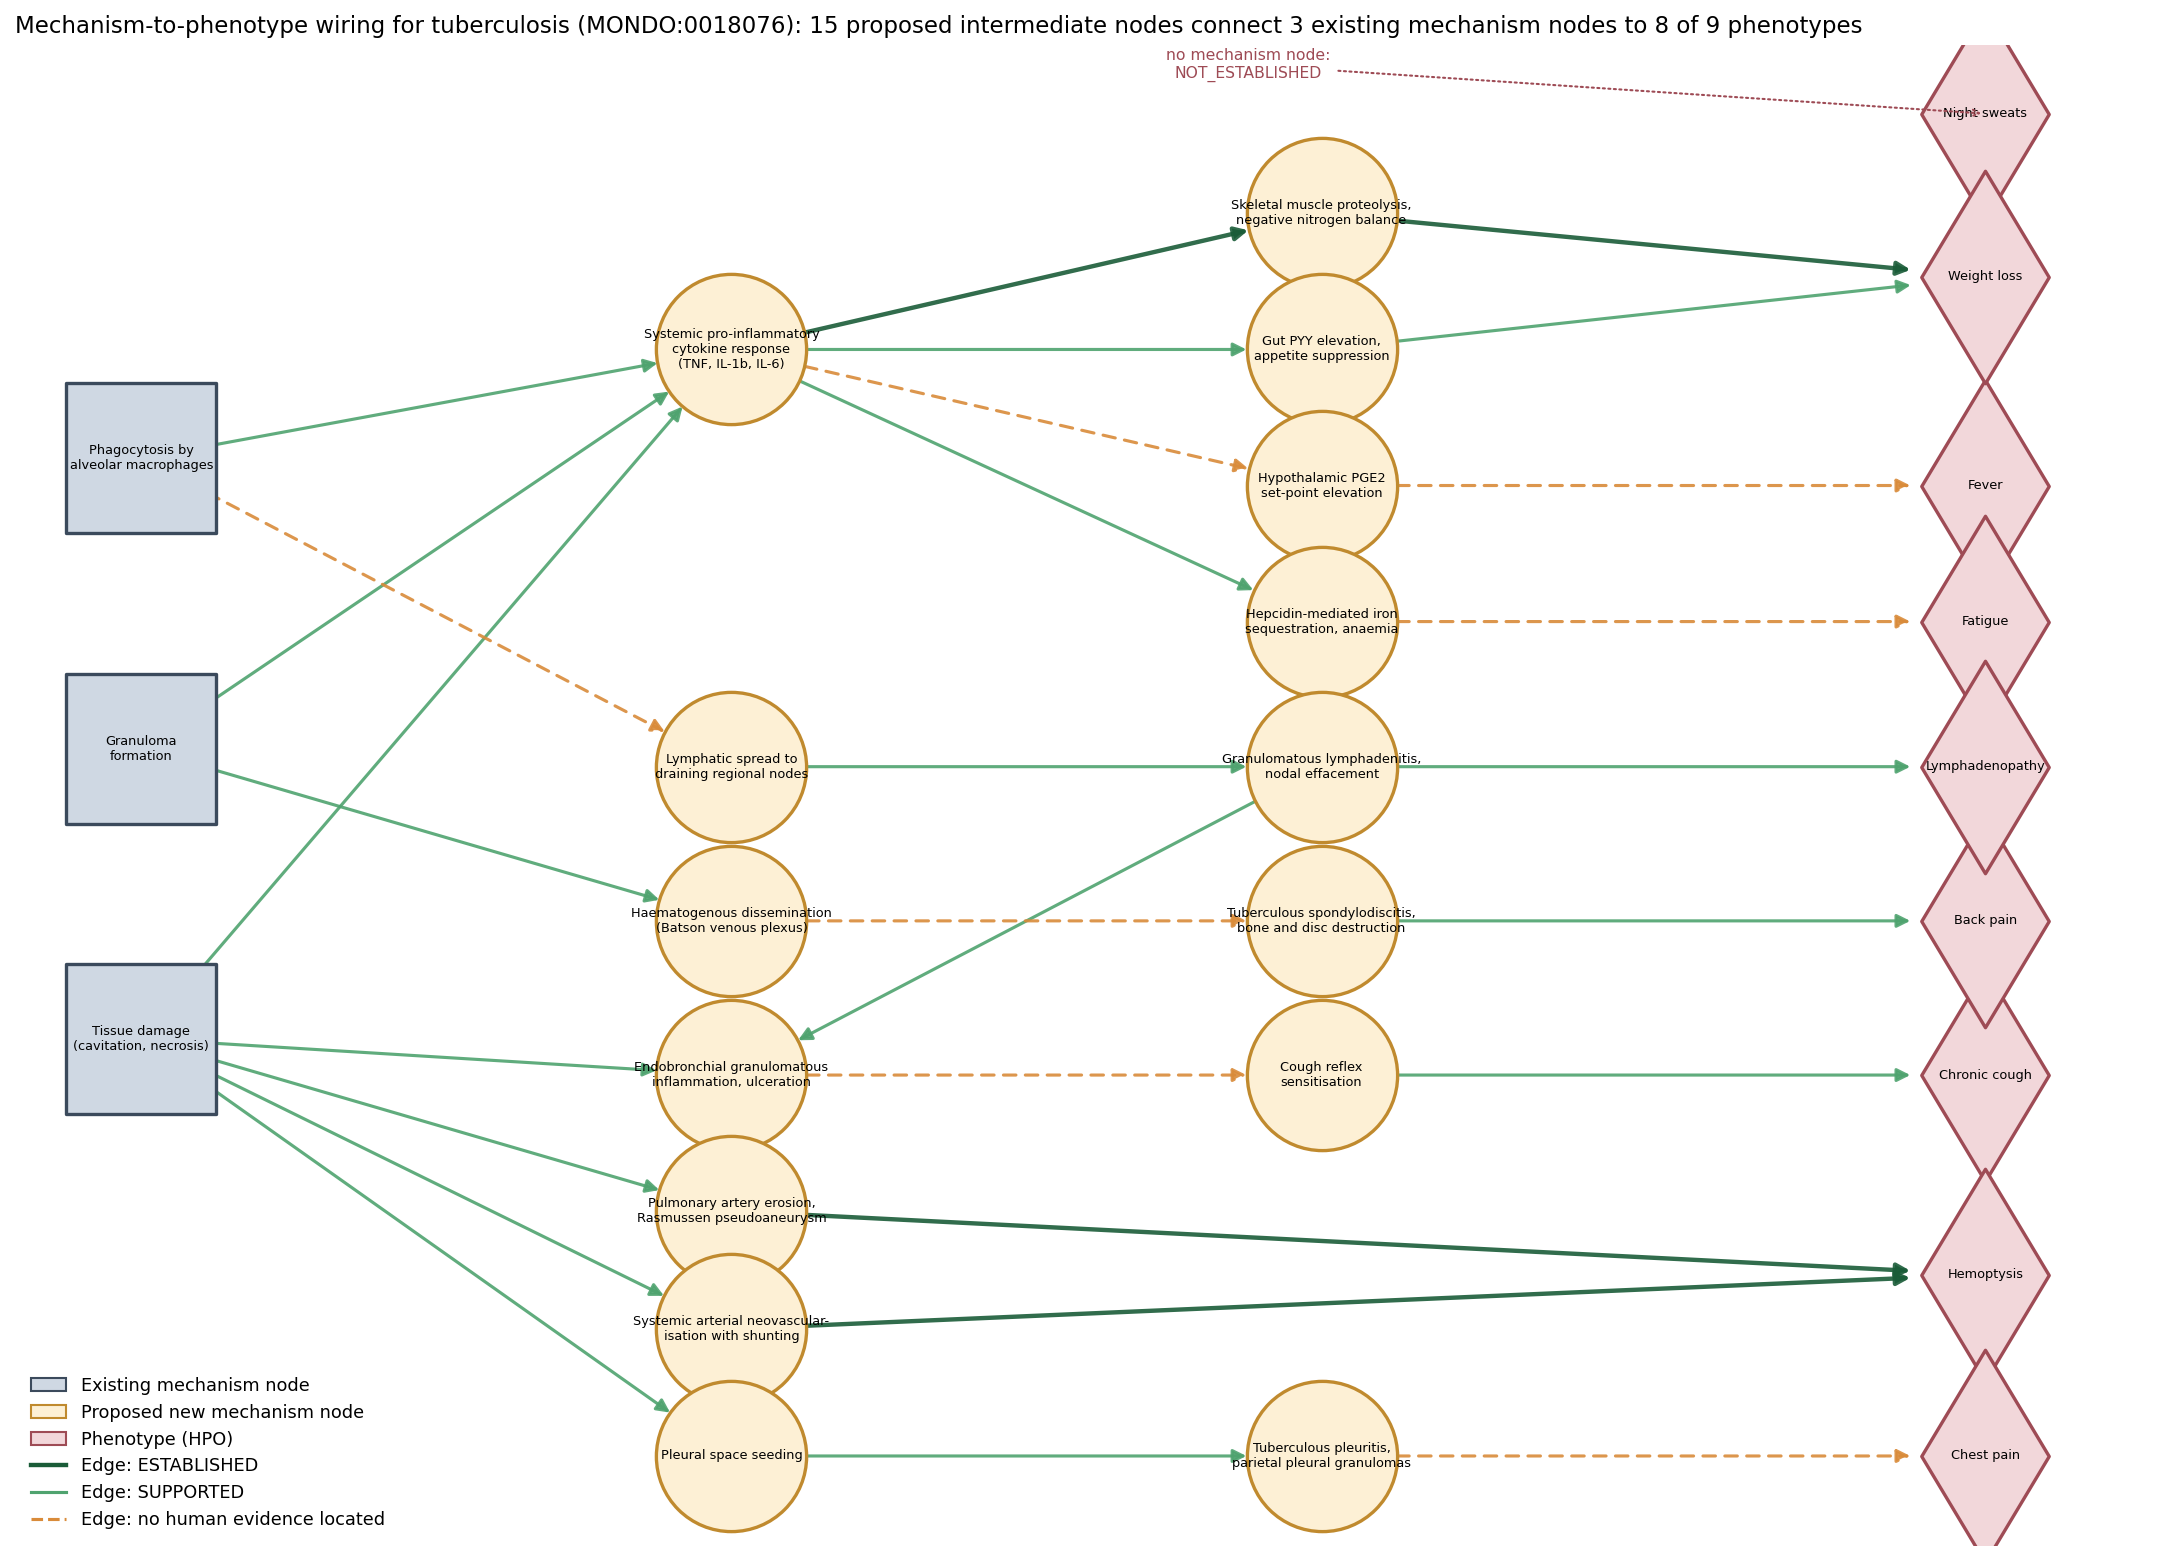 Mechanism-to-phenotype wiring for tuberculosis (MONDO:0018076): 15 proposed intermediate nodes connect 3 existing mechanism nodes to 8 of 9 phenotypes
no mechanism node:
NOT_ESTABLISHED
Night sweats
Skeletal muscle proteolysis,
negative nitrogen balance
Weight loss
Systemic pro-inflammatory
cytokine response
(TNF, IL-1b, IL-6)
Gut PYY elevation,
appetite suppression
Phagocytosis by
alveolar macrophages
Hypothalamic PGE2
set-point elevation
Fever
Hepcidin-mediated iron
sequestration, anaemia
Fatigue
Granuloma
formation
Lymphatic spread to
draining regional nodes
Granulomatous lymphadenitis,
nodal effacement
Lymphadenopathy
Haematogenous dissemination
(Batson venous plexus)
Tuberculous spondylodiscitis,
bone and disc destruction
Back pain
Tissue damage
(cavitation, necrosis)
Endobronchial granulomatous
inflammation, ulceration
Cough reflex
sensitisation
Chronic cough
Pulmonary artery erosion,
Rasmussen pseudoaneurysm
Hemoptysis
Systemic arterial neovascular-
isation with shunting
Pleural space seeding
Tuberculous pleuritis,
parietal pleural granulomas
Chest pain
Existing mechanism node
Proposed new mechanism node
Phenotype (HPO)
Edge: ESTABLISHED
Edge: SUPPORTED
Edge: no human evidence located